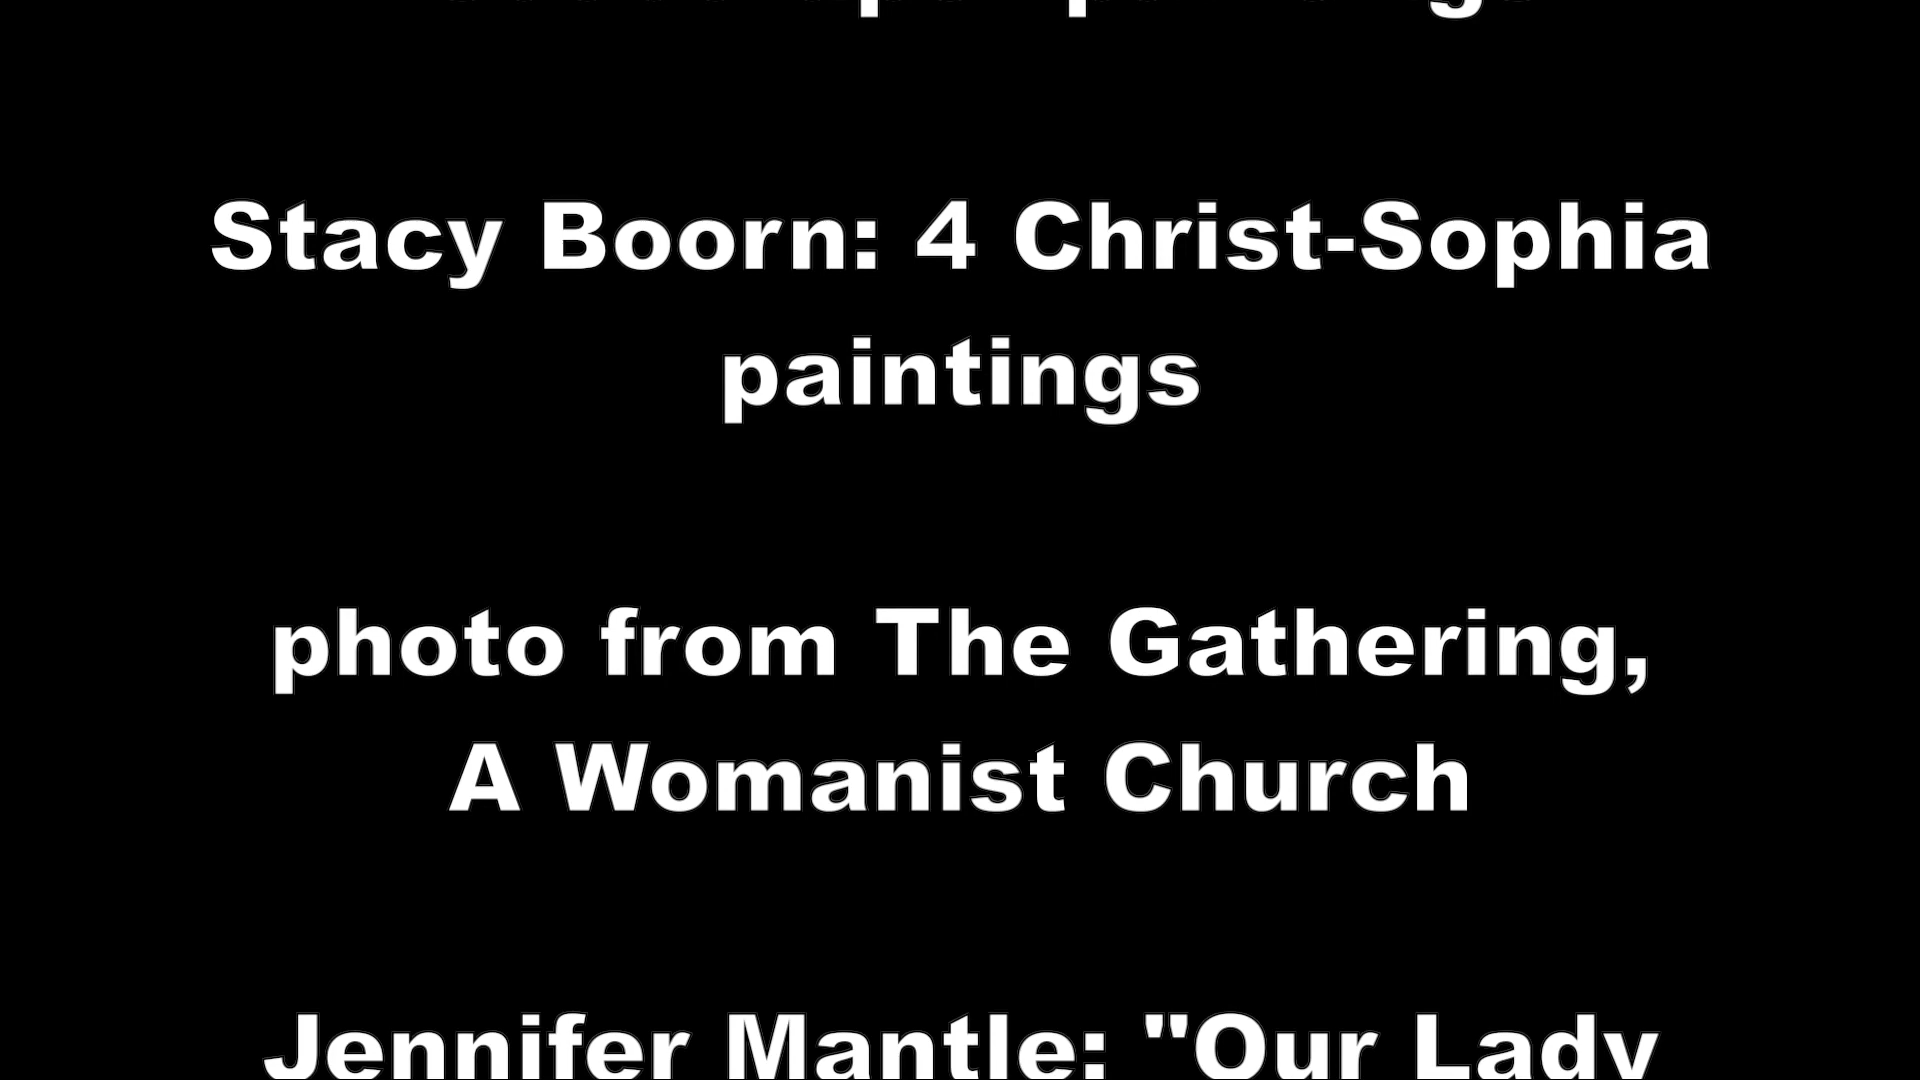 Stacy Boorn: 4 Christ-Sophia
paintings
photo from The Gathering,
A Womanist Church
Jennifer Mantle: "Our Lady